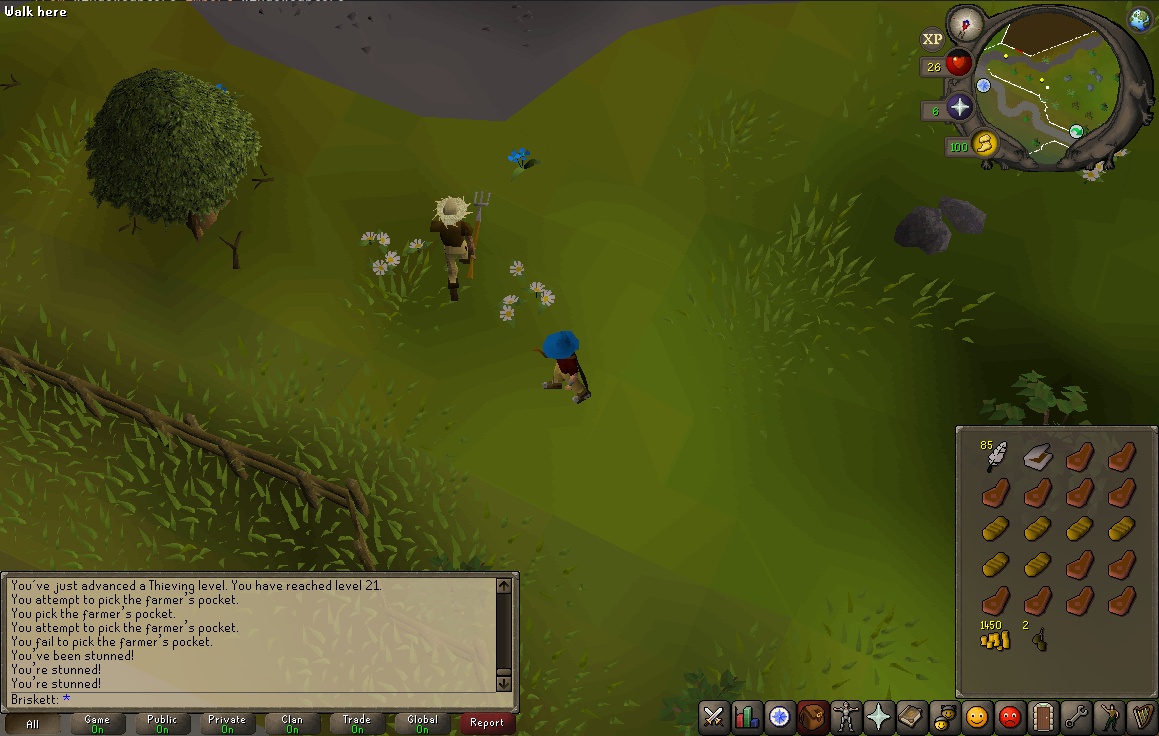 Walk here
XP
26
6
100
85
1450
2
You've just advanced a Thieving level. You have reached level 21.
You attempt to pick the farmer's pocket.
You pick the farmer's pocket.
You attempt to pick the farmer's pocket.
You fail to pick the farmer's pocket.
You've been stunned!
You're stunned!
You're stunned!
Briskett: *
All
Game
On
Public
On
Private
On
Clan
On
Trade
On
Global
On
Report